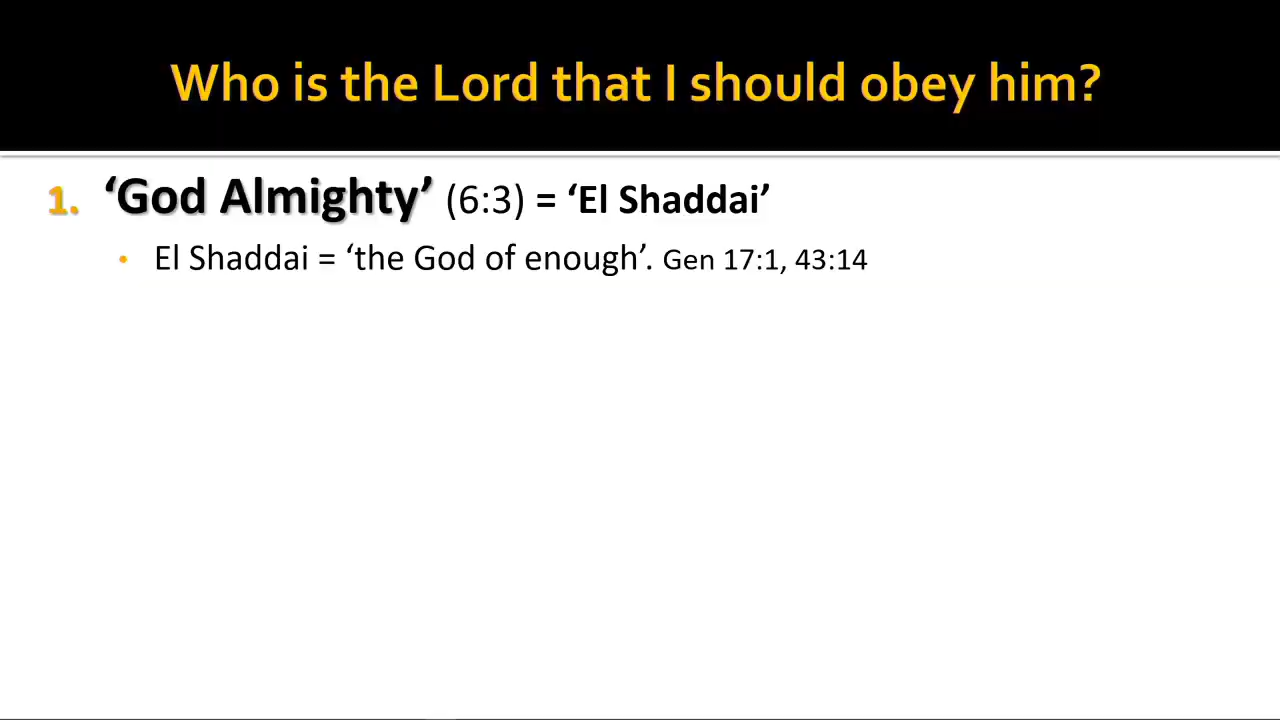 Who is the Lord that I should obey him?
1. ‘God Almighty’ (6:3) = ‘El Shaddai’
• El Shaddai = ‘the God of enough’. Gen 17:1, 43:14